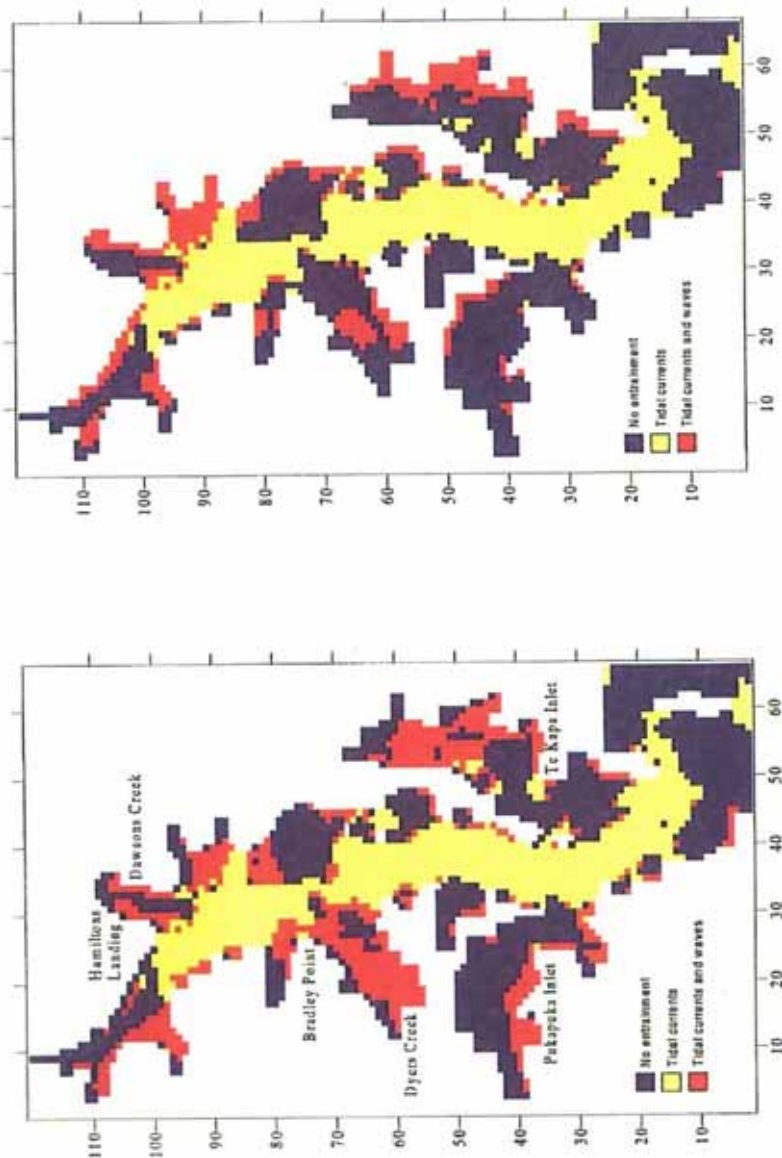 110
100
90
80
70
60
50
40
30
20
10
Hamiltons
Landing
Dawsons Creek
Bradley Point
Dyers Creek
Pukapuka Inlet
Te Kapa Inlet
No entrainment
Tidal currents
Tidal currents and waves
10
20
30
40
50
60
110
100
90
80
70
60
50
40
30
20
10
No entrainment
Tidal currents
Tidal currents and waves
10
20
30
40
50
60